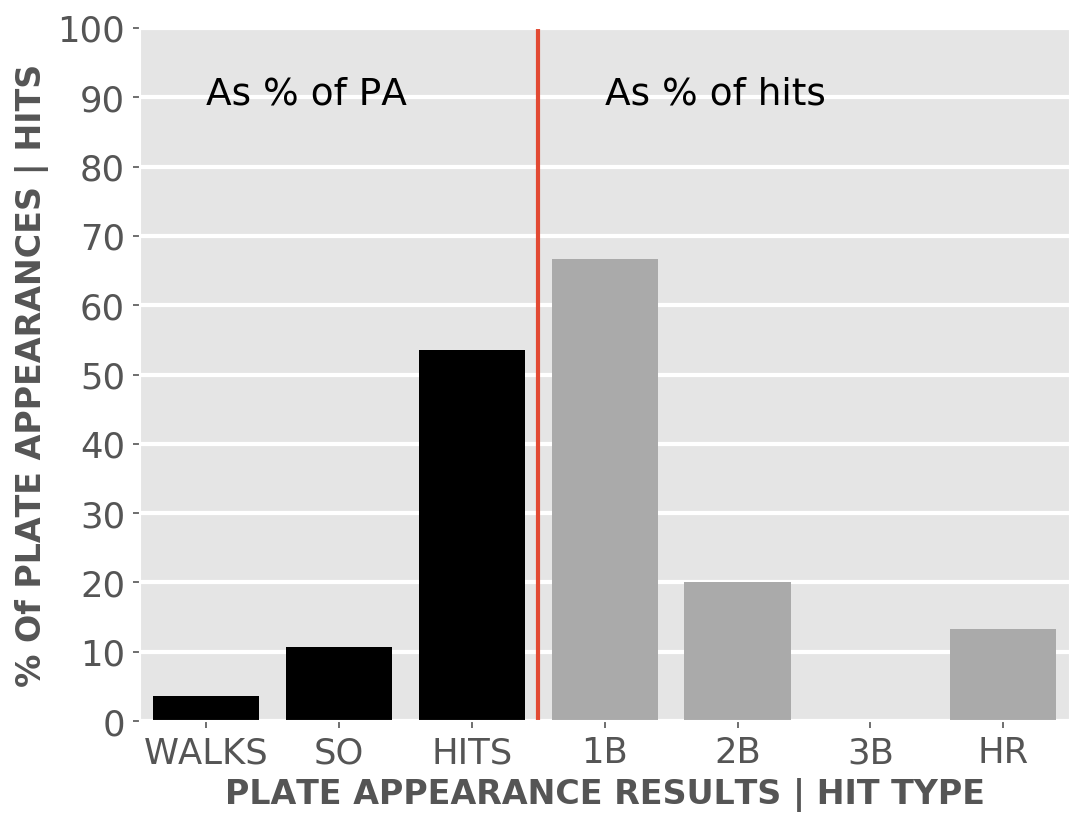 % Of PLATE APPEARANCES | HITS
100
90
80
70
60
50
40
30
20
10
0
As % of PA
As % of hits
WALKS SO HITS 1B 2B 3B HR
PLATE APPEARANCE RESULTS | HIT TYPE